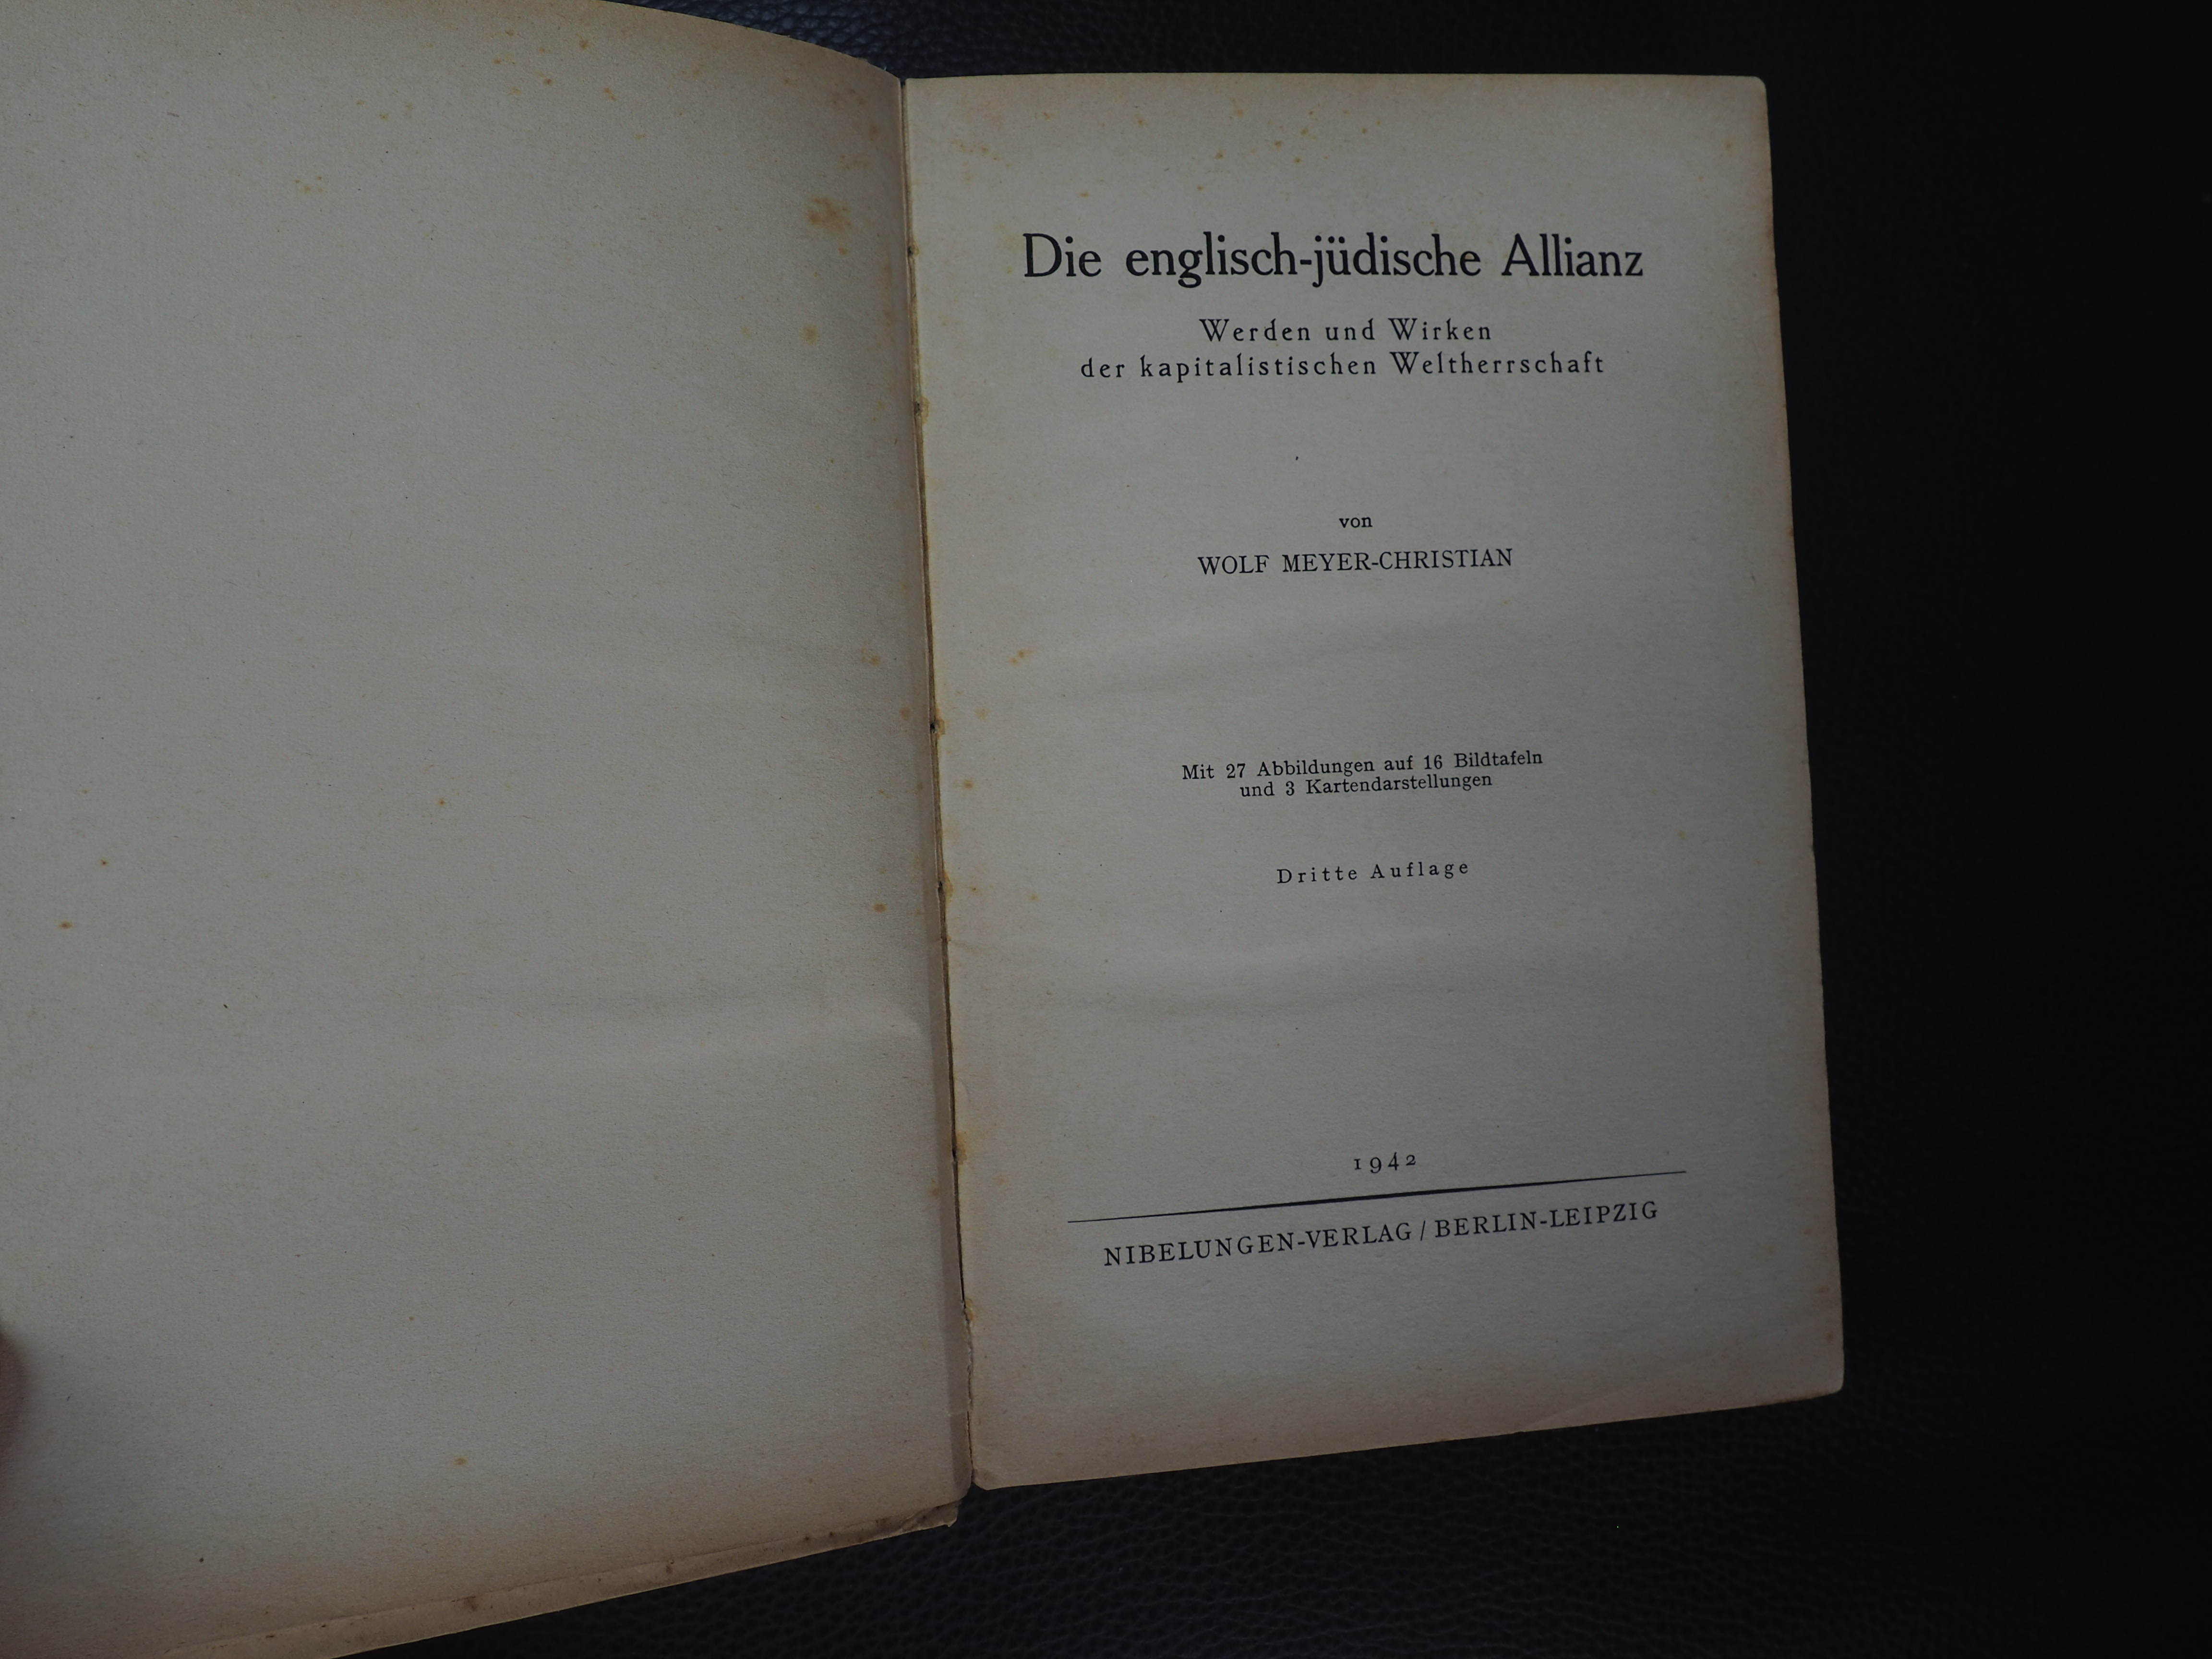 Die englisch-jüdische Allianz
Werden und Wirken
der kapitalistischen Weltherrschaft
von
WOLF MEYER-CHRISTIAN
Mit 27 Abbildungen auf 16 Bildtafeln
und 3 Kartendarstellungen
Dritte Auflage
1942
NIBELUNGEN-VERLAG / BERLIN-LEIPZIG